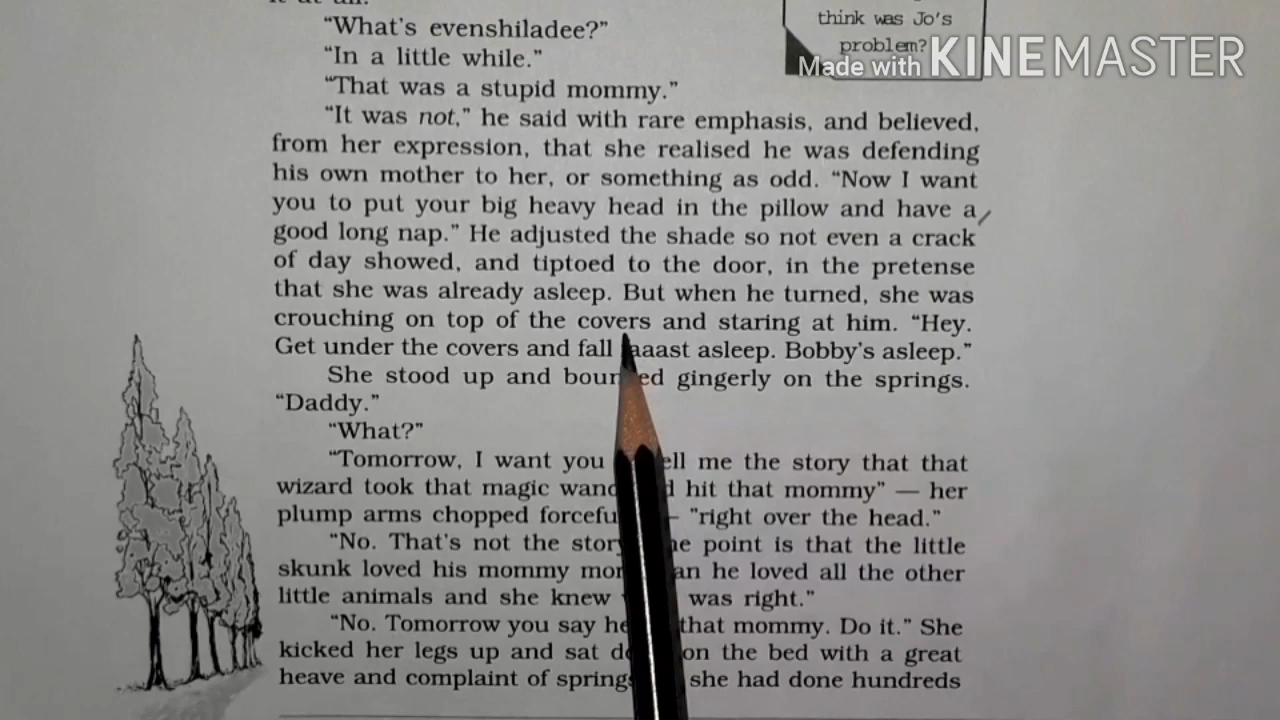 think was Jo's
problem?
Made with KINEMASTER
it at all.
"What's evenshiladee?"
"In a little while."
"That was a stupid mommy."
"It was not," he said with rare emphasis, and believed,
from her expression, that she realised he was defending
his own mother to her, or something as odd. "Now I want
you to put your big heavy head in the pillow and have a
good long nap." He adjusted the shade so not even a crack
of day showed, and tiptoed to the door, in the pretense
that she was already asleep. But when he turned, she was
crouching on top of the covers and staring at him. "Hey.
Get under the covers and fall aaast asleep. Bobby's asleep."
She stood up and bounced gingerly on the springs.
"Daddy."
"What?"
"Tomorrow, I want you ell me the story that that
wizard took that magic wand hit that mommy" — her
plump arms chopped forcefu — "right over the head."
"No. That's not the story point is that the little
skunk loved his mommy mor an he loved all the other
little animals and she knew was right."
"No. Tomorrow you say he that mommy. Do it." She
kicked her legs up and sat on the bed with a great
heave and complaint of springs she had done hundreds